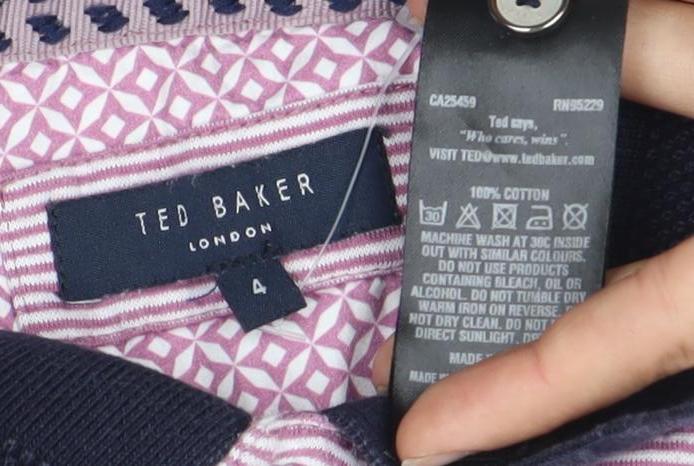 TED BAKER
LONDON
4
CA25459 RN95229
Ted says,
"Who cares, wins".
VISIT TED@www.tedbaker.com
100% COTTON
30
MACHINE WASH AT 30C INSIDE
OUT WITH SIMILAR COLOURS.
DO NOT USE PRODUCTS
CONTAINING BLEACH, OIL OR
ALCOHOL. DO NOT TUMBLE DRY
WARM IRON ON REVERSE.
NOT DRY CLEAN. DO NOT
DIRECT SUNLIGHT.
MADE
MADE